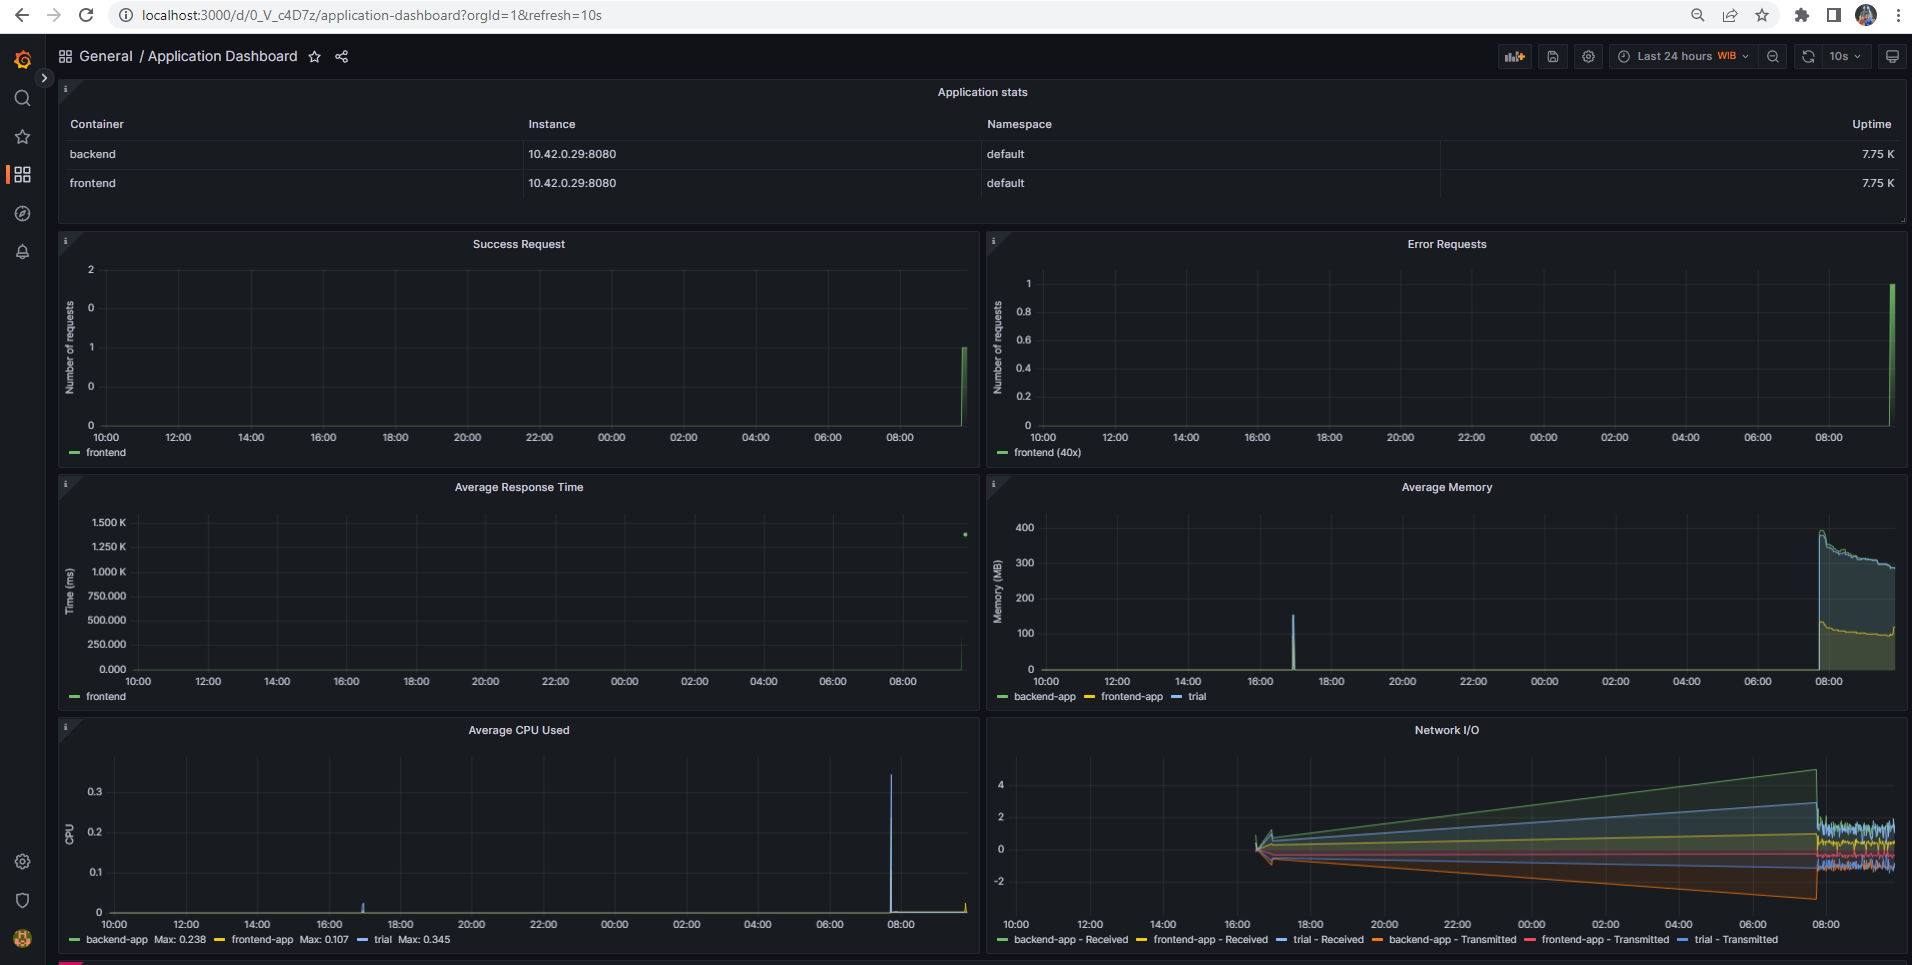 localhost:3000/d/0_V_c4D7z/application-dashboard?orgId=1&refresh=10s
General / Application Dashboard
Last 24 hours WIB
10s
Application stats
Container Instance Namespace Uptime
backend 10.42.0.29:8080 default 7.75 K
frontend 10.42.0.29:8080 default 7.75 K
Success Request
Number of requests
2
0
1
0
0
10:00 12:00 14:00 16:00 18:00 20:00 22:00 00:00 02:00 04:00 06:00 08:00
frontend
Error Requests
Number of requests
1
0.8
0.6
0.4
0.2
0
10:00 12:00 14:00 16:00 18:00 20:00 22:00 00:00 02:00 04:00 06:00 08:00
frontend (40x)
Average Response Time
Time (ms)
1.500 K
1.250 K
1.000 K
750.000
500.000
250.000
0.000
10:00 12:00 14:00 16:00 18:00 20:00 22:00 00:00 02:00 04:00 06:00 08:00
frontend
Average Memory
Memory (MB)
400
300
200
100
0
10:00 12:00 14:00 16:00 18:00 20:00 22:00 00:00 02:00 04:00 06:00 08:00
backend-app frontend-app trial
Average CPU Used
CPU
0.3
0.2
0.1
0
10:00 12:00 14:00 16:00 18:00 20:00 22:00 00:00 02:00 04:00 06:00 08:00
backend-app Max: 0.238 frontend-app Max: 0.107 trial Max: 0.345
Network I/O
4
2
0
-2
10:00 12:00 14:00 16:00 18:00 20:00 22:00 00:00 02:00 04:00 06:00 08:00
backend-app - Received frontend-app - Received trial - Received backend-app - Transmitted frontend-app - Transmitted trial - Transmitted